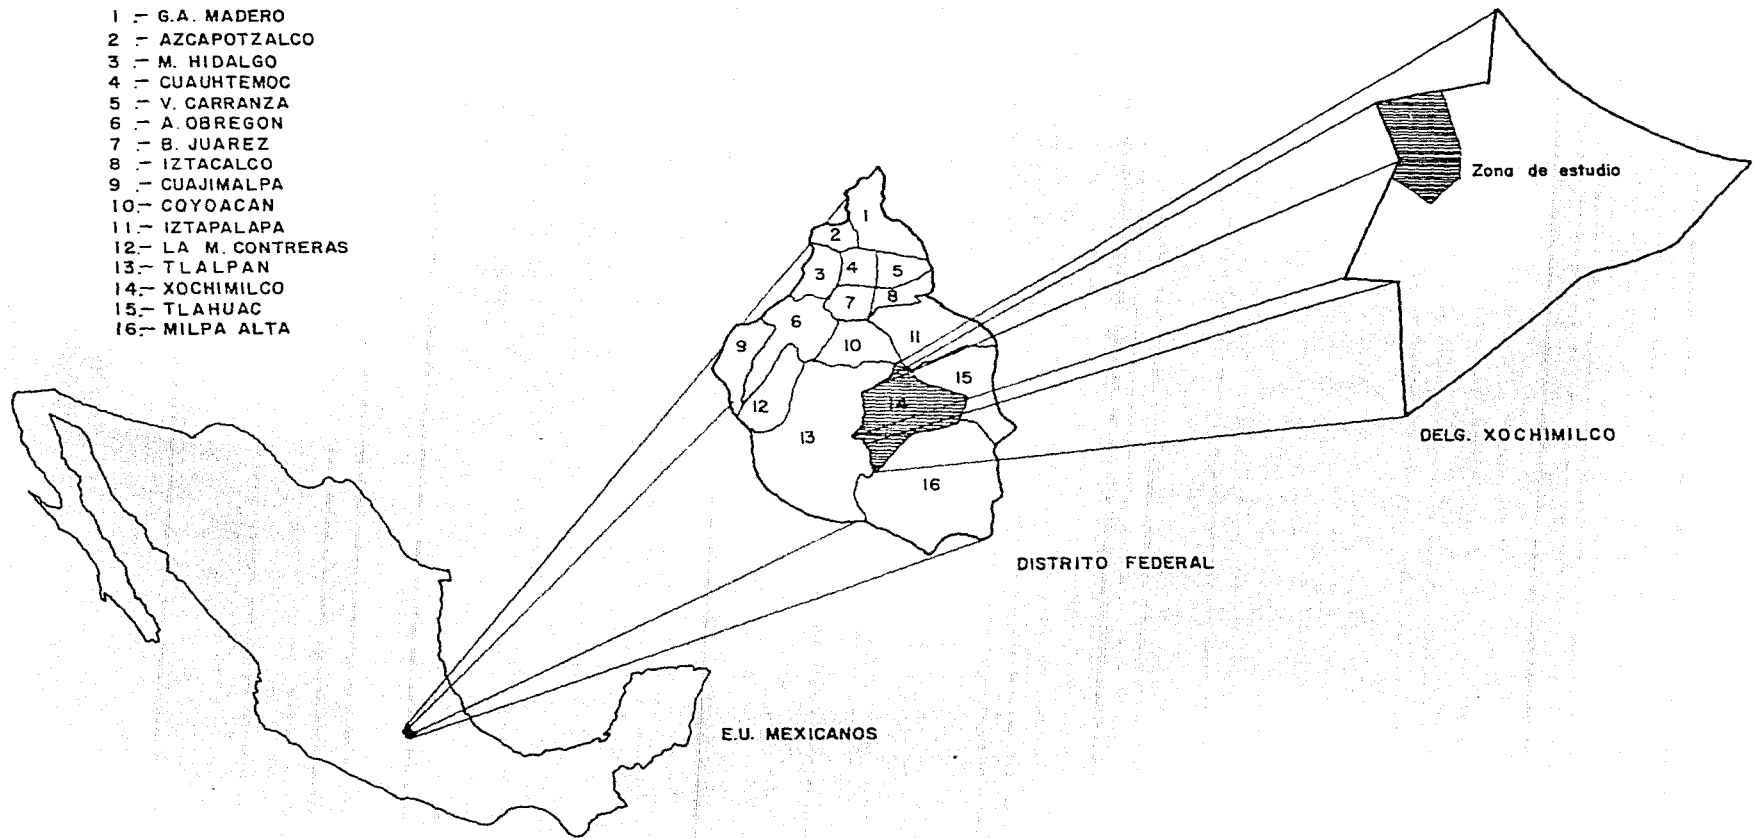 1.- G.A. MADERO
2.- AZCAPOTZALCO
3.- M. HIDALGO
4.- CUAUHTEMOC
5.- V. CARRANZA
6.- A. OBREGON
7.- B. JUAREZ
8.- IZTACALCO
9.- CUAJIMALPA
10.- COYOACAN
11.- IZTAPALAPA
12.- LA M. CONTRERAS
13.- TLALPAN
14.- XOCHIMILCO
15.- TLAHUAC
16.- MILPA ALTA
Zona de estudio
1
2
3
4
5
8
7
6
9
10
11
15
14
12
13
16
DELG. XOCHIMILCO
DISTRITO FEDERAL
E.U. MEXICANOS